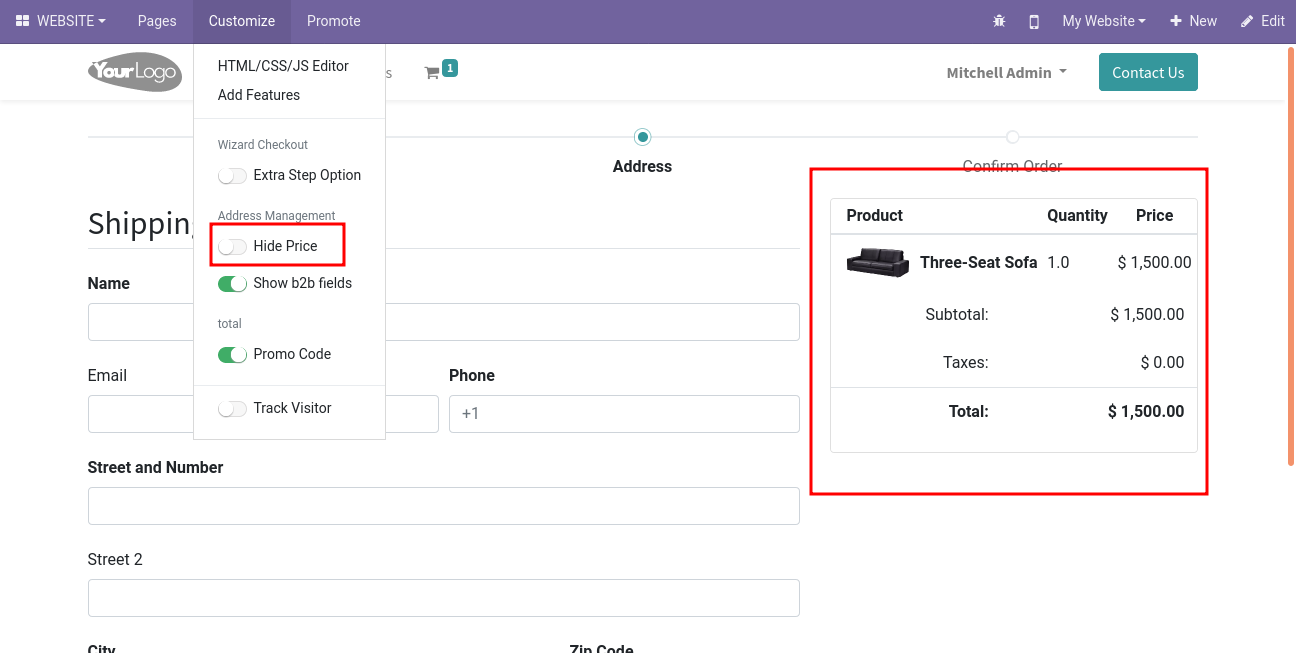 WEBSITE Pages Customize Promote My Website New Edit
YourLogo s 1 Mitchell Admin Contact Us
HTML/CSS/JS Editor
Add Features
Wizard Checkout
Extra Step Option
Address Management
Hide Price
Show b2b fields
total
Promo Code
Track Visitor
Address Confirm Order
Shipping
Name
Email Phone
+1
Street and Number
Street 2
City Zip Code
Product Quantity Price
Three-Seat Sofa 1.0 $ 1,500.00
Subtotal: $ 1,500.00
Taxes: $ 0.00
Total: $ 1,500.00